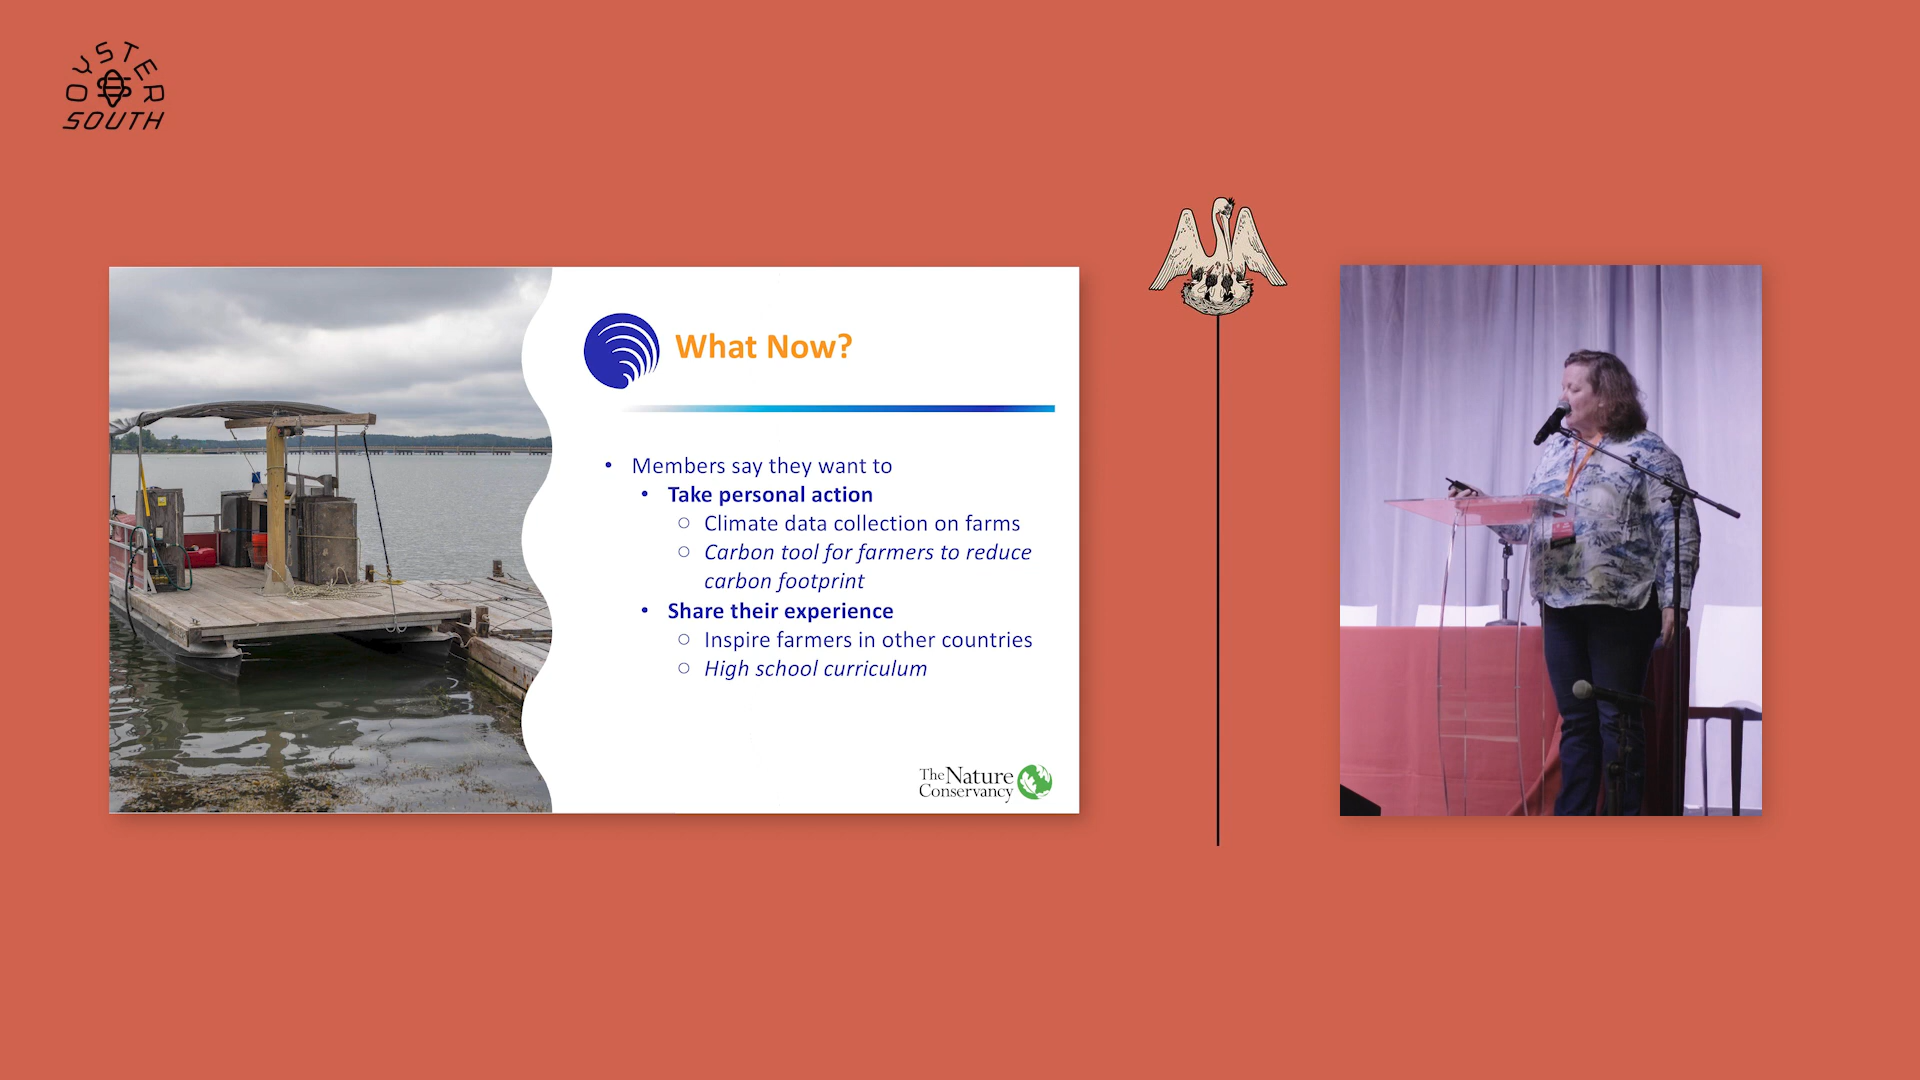 OYSTER
SOUTH
What Now?
• Members say they want to
• Take personal action
○ Climate data collection on farms
○ Carbon tool for farmers to reduce
carbon footprint
• Share their experience
○ Inspire farmers in other countries
○ High school curriculum
The Nature
Conservancy